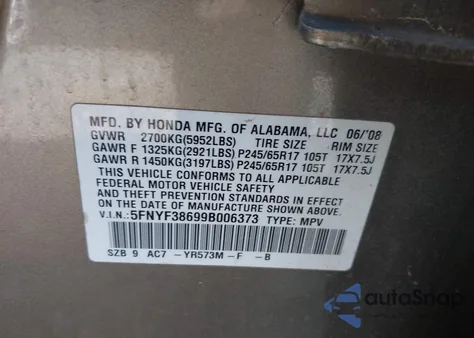 MFD. BY HONDA MFG. OF ALABAMA, LLC 06/'08
GVWR 2700KG(5952LBS) TIRE SIZE RIM SIZE
GAWR F 1325KG(2921LBS) P245/65R17 105T 17X7.5J
GAWR R 1450KG(3197LBS) P245/65R17 105T 17X7.5J
THIS VEHICLE CONFORMS TO ALL APPLICABLE
FEDERAL MOTOR VEHICLE SAFETY
AND THEFT PREVENTION STANDARDS IN EFFECT ON THE
DATE OF MANUFACTURE SHOWN ABOVE.
V.I.N.: 5FNYF38699B006373 TYPE: MPV
SZB 9 AC7 -YR573M-F -B
autoSnap